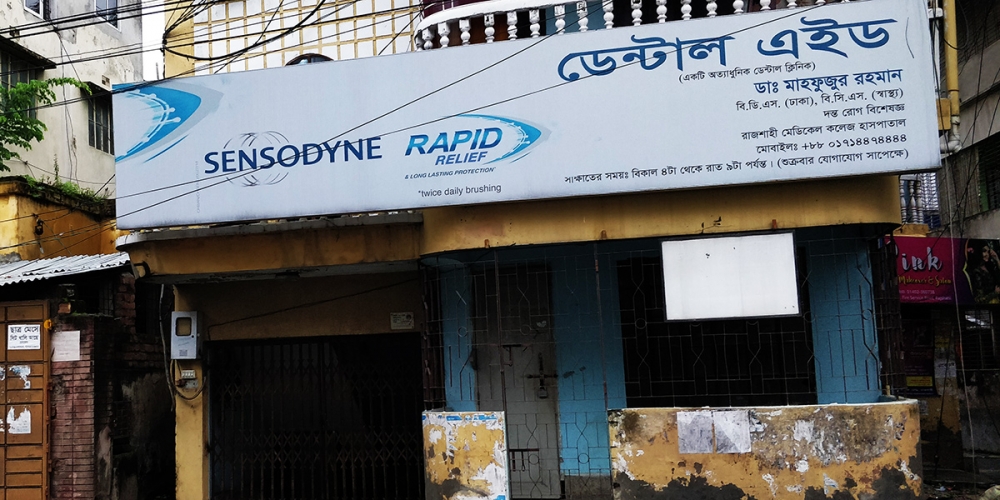 ডেন্টাল এইড
(একটি অত্যাধুনিক ডেন্টাল ক্লিনিক)
ডাঃ মাহফুজুর রহমান
বি.ডি.এস. (ঢাকা), বি.সি.এস. (স্বাস্থ্য)
দন্ত রোগ বিশেষজ্ঞ
রাজশাহী মেডিকেল কলেজ হাসপাতাল
মোবাইলঃ +৮৮ ০১৭১৪৪৭৪৪৪৪
সাক্ষাতের সময়ঃ বিকাল ৪টা থেকে রাত ৯টা পর্যন্ত । (শুক্রবার যোগাযোগ সাপেক্ষে)
SENSODYNE
RAPID
RELIEF
& LONG LASTING PROTECTION*
*twice daily brushing
ink
ছাত্র মেসে
সিট খালি আছে